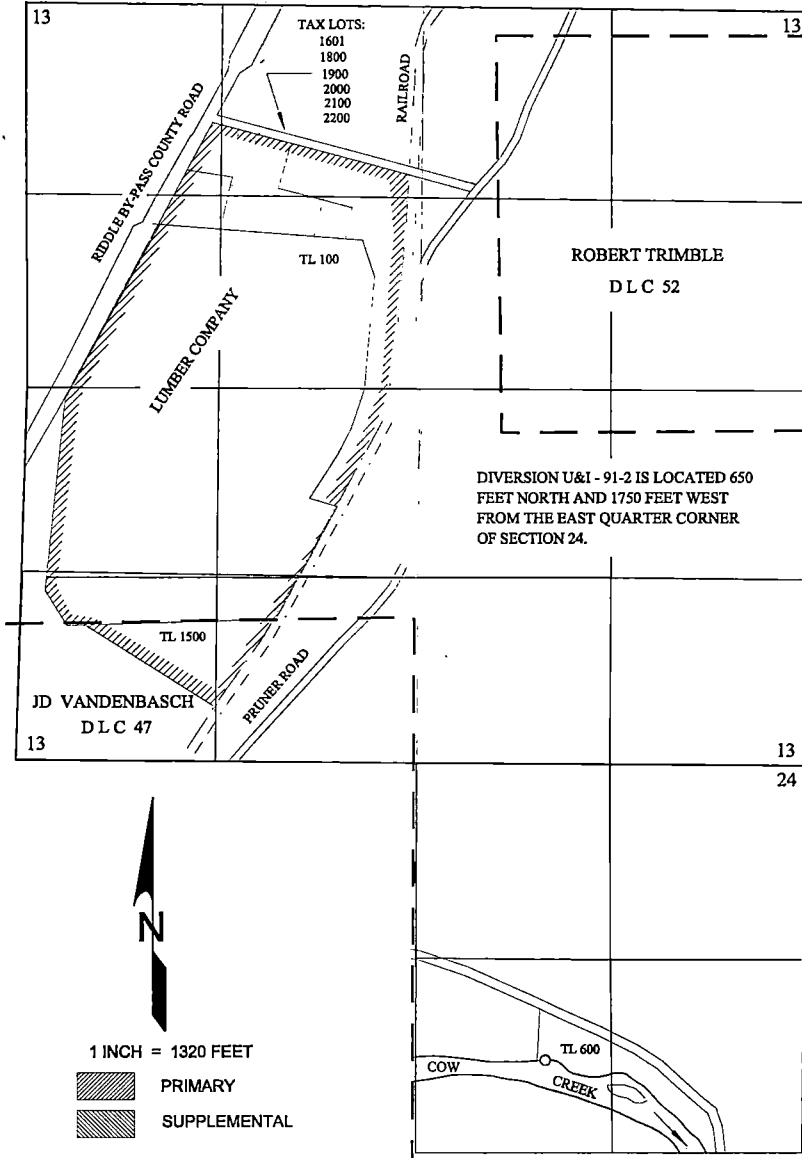 13
13
TAX LOTS:
1601
1800
1900
2000
2100
2200
RAILROAD
RIDDLE BY-PASS COUNTY ROAD
ROBERT TRIMBLE
D L C 52
TL 100
LUMBER COMPANY
DIVERSION U&I - 91-2 IS LOCATED 650
FEET NORTH AND 1750 FEET WEST
FROM THE EAST QUARTER CORNER
OF SECTION 24.
TL 1500
JD VANDENBASCH
D L C 47
PRUNER ROAD
13
13
24
N
1 INCH = 1320 FEET
PRIMARY
SUPPLEMENTAL
TL 600
COW
CREEK